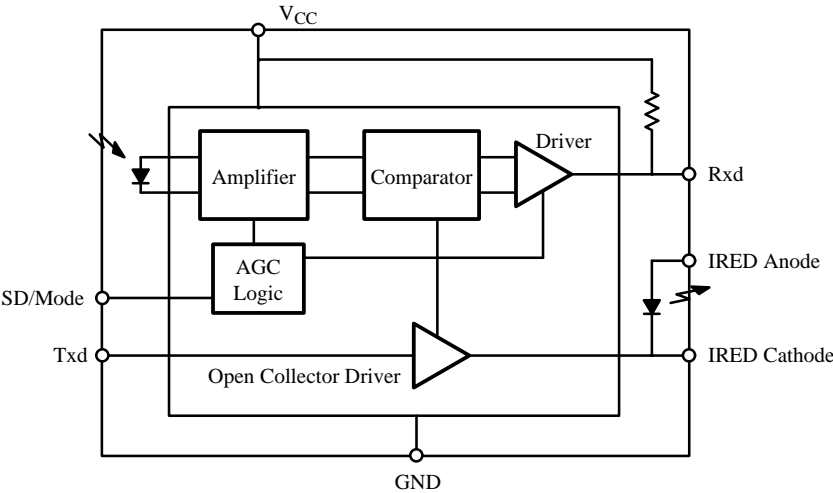 VCC
Driver
Amplifier
Comparator
Rxd
AGC
Logic
IRED Anode
SD/Mode
Txd
Open Collector Driver
IRED Cathode
GND